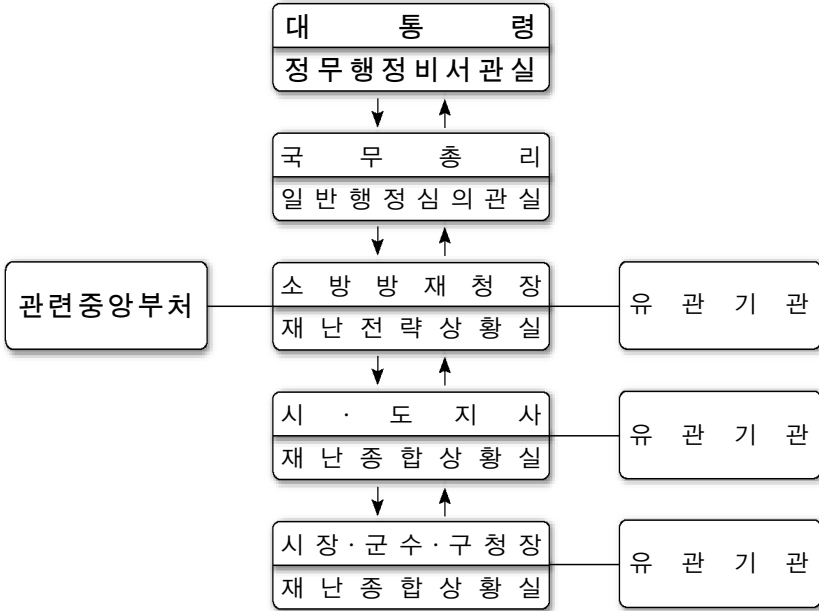 대통령
정무행정비서관실
국무총리
일반행정심의관실
관련중앙부처
소방방재청장
재난전략상황실
유관기관
시·도지사
재난종합상황실
유관기관
시장·군수·구청장
재난종합상황실
유관기관